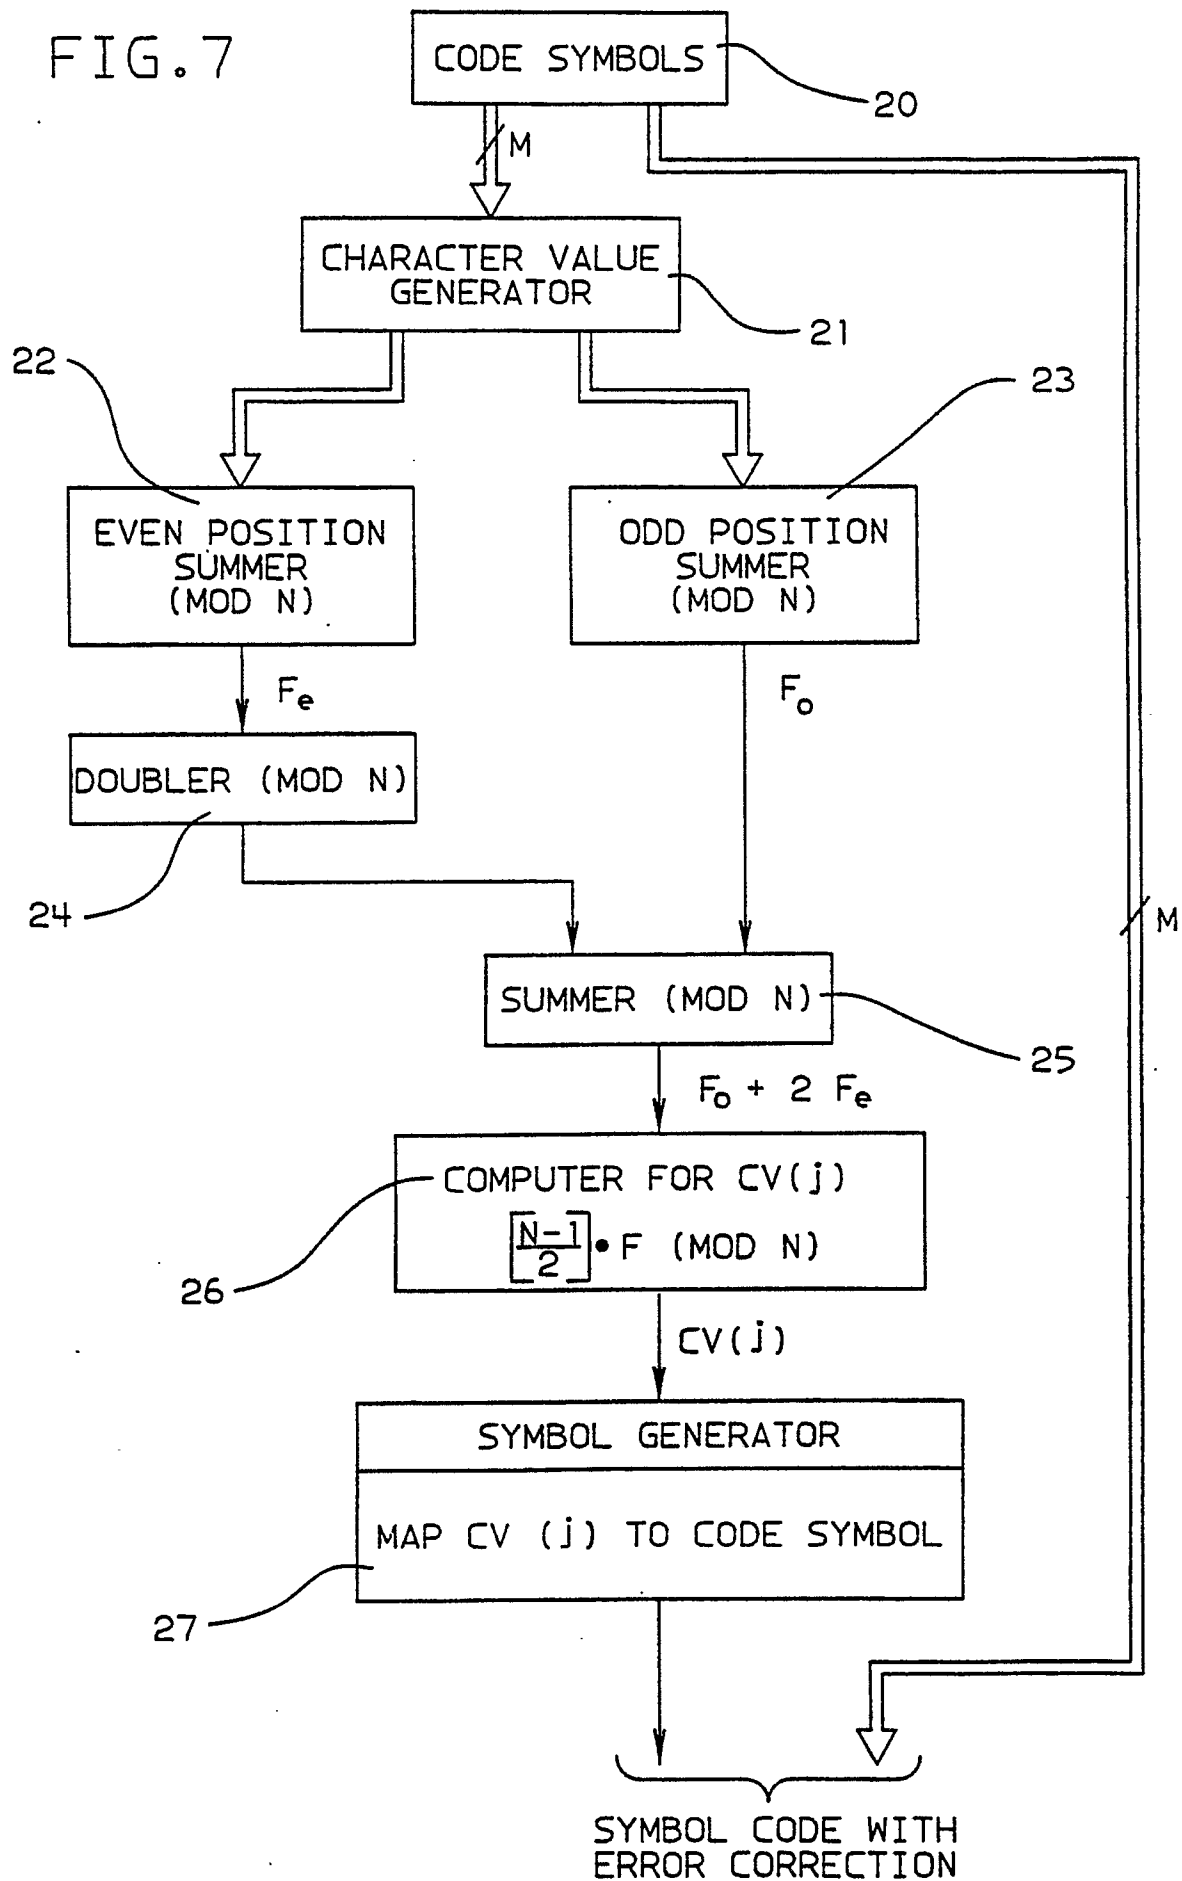 FIG. 7
CODE SYMBOLS
20
M
CHARACTER VALUE
GENERATOR
21
22
23
EVEN POSITION
SUMMER
(MOD N)
ODD POSITION
SUMMER
(MOD N)
Fe
Fo
DOUBLER (MOD N)
24
M
SUMMER (MOD N)
25
Fo + 2 Fe
COMPUTER FOR CV(j)
[N-1/2] • F (MOD N)
26
CV(j)
SYMBOL GENERATOR
MAP CV (j) TO CODE SYMBOL
27
SYMBOL CODE WITH
ERROR CORRECTION